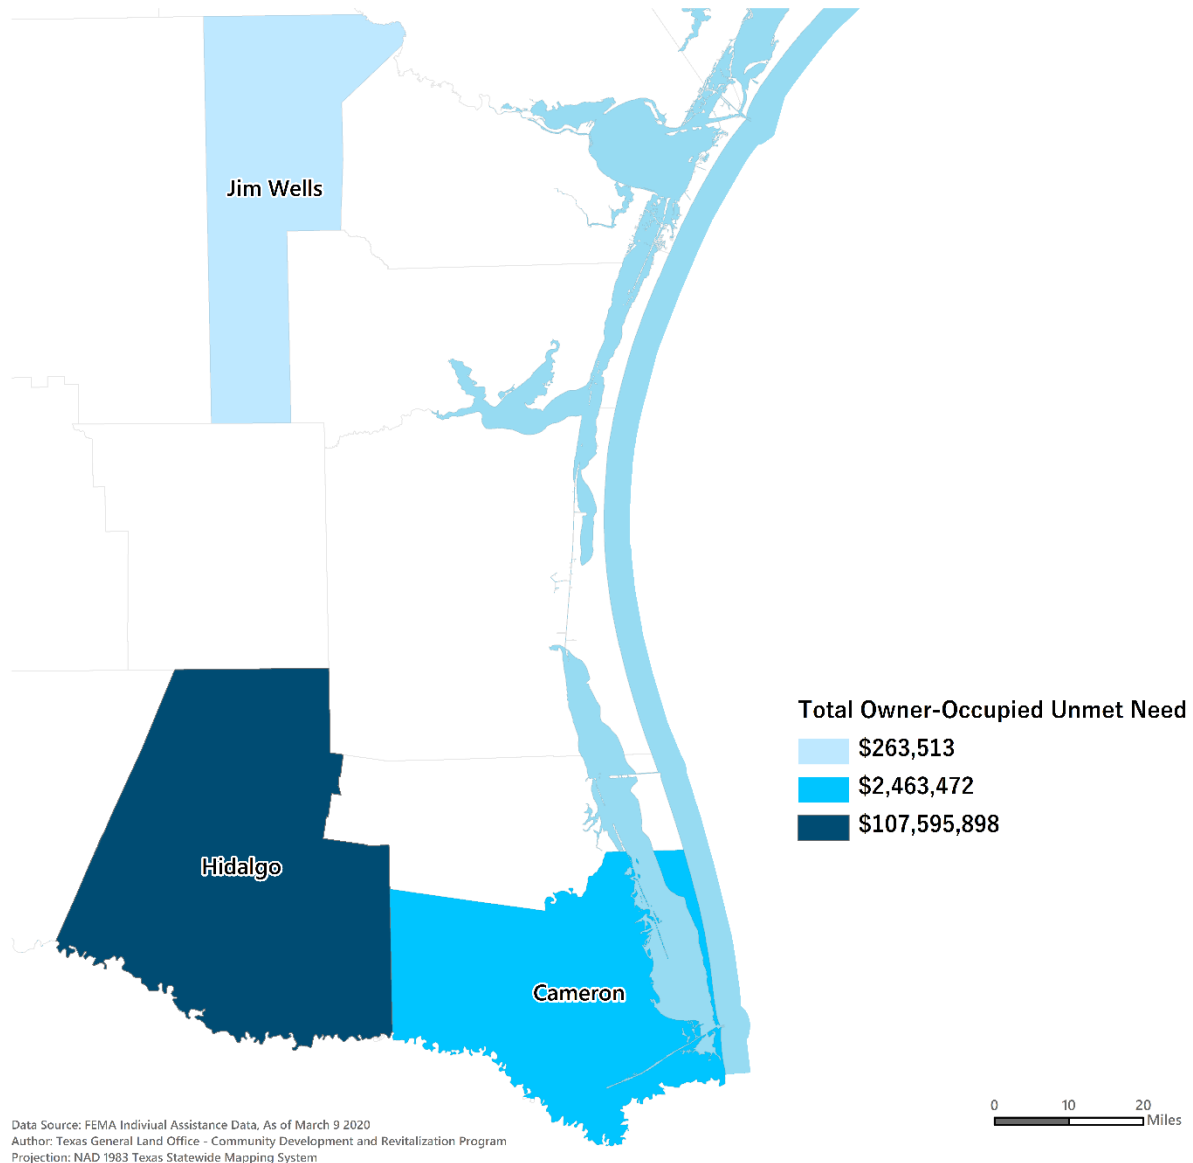 Jim Wells
Total Owner-Occupied Unmet Need
$263,513
$2,463,472
$107,595,898
Hidalgo
Cameron
0 10 20
Miles
Data Source: FEMA Indiviual Assistance Data, As of March 9 2020
Author: Texas General Land Office - Community Development and Revitalization Program
Projection: NAD 1983 Texas Statewide Mapping System